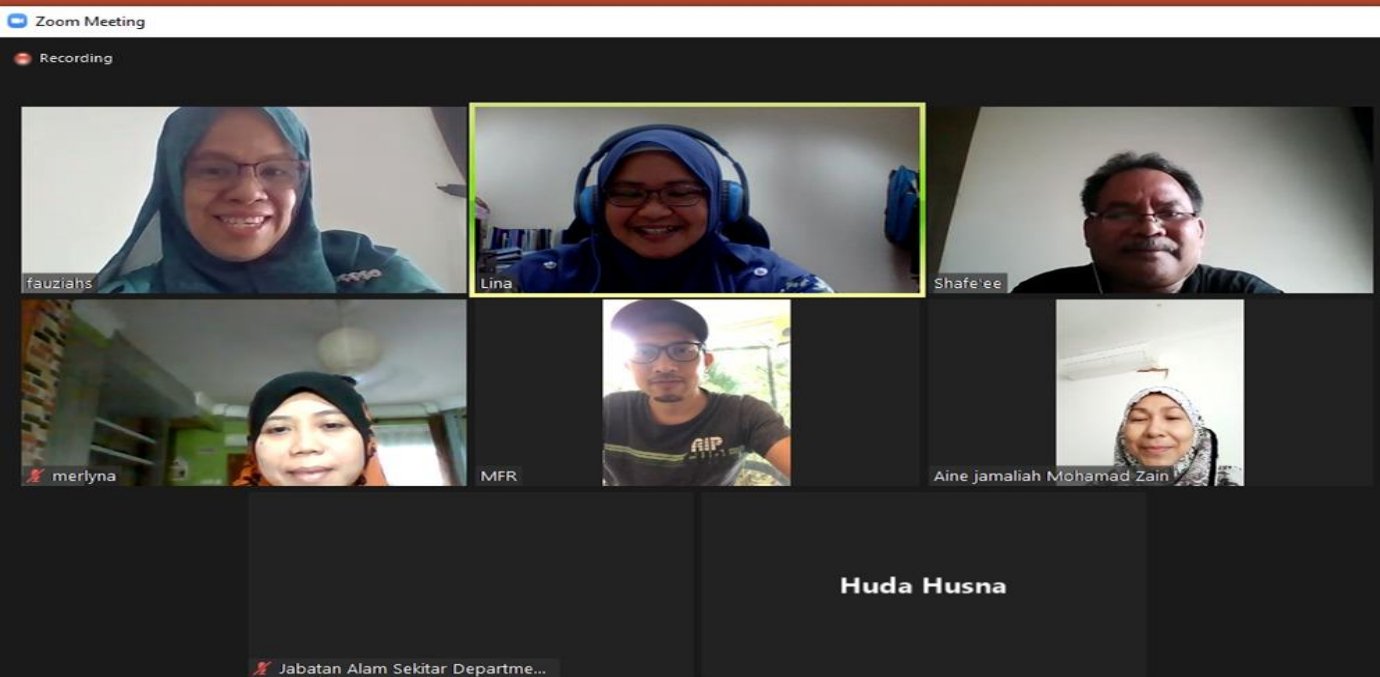 Zoom Meeting
Recording
fauziahs
Lina
Shafe'ee
merlyna
MFR
RIP
Aine jamaliah Mohamad Zain
Huda Husna
Jabatan Alam Sekitar Departme...